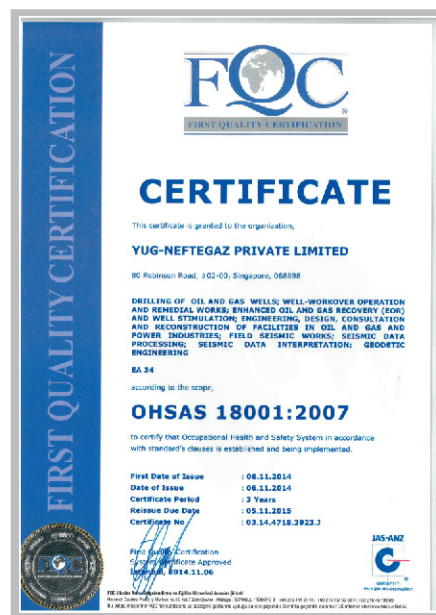 FIRST QUALITY CERTIFICATION
FQC
®
FIRST QUALITY CERTIFICATION
CERTIFICATE
This certificate is granted to the organization,
YUG-NEFTEGAZ PRIVATE LIMITED
80 Robinson Road, #02-00, Singapore, 068898
DRILLING OF OIL AND GAS WELLS; WELL-WORKOVER OPERATION
AND REMEDIAL WORKS; ENHANCED OIL AND GAS RECOVERY (EOR)
AND WELL STIMULATION; ENGINEERING, DESIGN, CONSULTATION
AND RECONSTRUCTION OF FACILITIES IN OIL AND GAS AND
POWER INDUSTRIES; FIELD SEISMIC WORKS; SEISMIC DATA
PROCESSING; SEISMIC DATA INTERPRETATION; GEODETIC
ENGINEERING
EA 34
according to the scope,
OHSAS 18001:2007
to certify that Occupational Health and Safety System in accordance
with standard's clauses is established and being implemented.
First Date of Issue : 06.11.2014
Date of Issue : 06.11.2014
Certificate Period : 3 Years
Reissue Due Date : 05.11.2015
Certificate No : 03.14.4718.3923.J
First Quality Certification
System Certificate Approved
Istanbul, 2014.11.06
JAS-ANZ